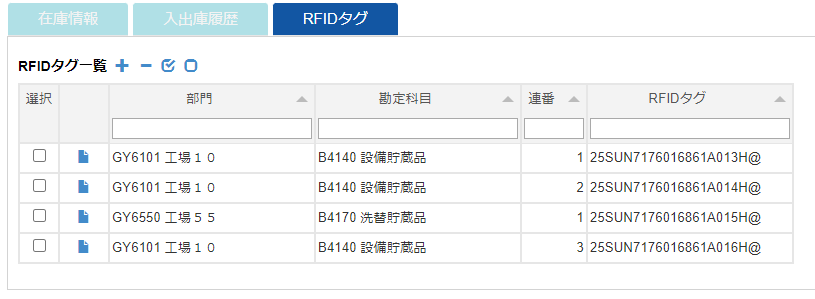 在庫情報 入出庫履歴 RFIDタグ
RFIDタグ一覧
選択 部門 勘定科目 連番 RFIDタグ
GY6101 工場１０ B4140 設備貯蔵品 1 25SUN7176016861A013H@
GY6101 工場１０ B4140 設備貯蔵品 2 25SUN7176016861A014H@
GY6550 工場５５ B4170 洗替貯蔵品 1 25SUN7176016861A015H@
GY6101 工場１０ B4140 設備貯蔵品 3 25SUN7176016861A016H@